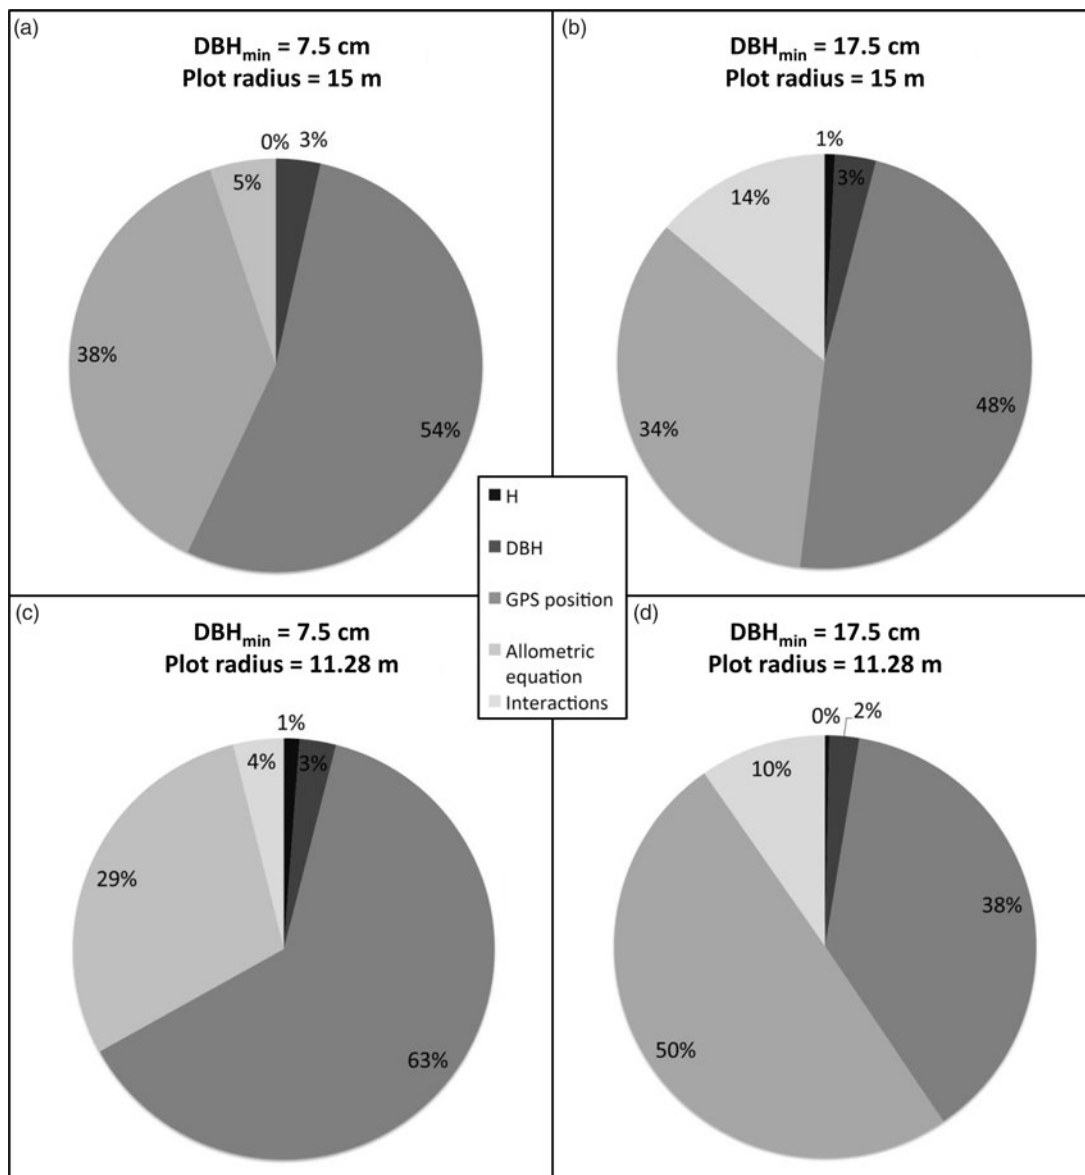 (a)
DBHmin = 7.5 cm
Plot radius = 15 m
0%
3%
5%
38%
54%
(b)
DBHmin = 17.5 cm
Plot radius = 15 m
1%
3%
14%
48%
34%
H
DBH
GPS position
Allometric
equation
Interactions
(c)
DBHmin = 7.5 cm
Plot radius = 11.28 m
1%
3%
4%
29%
63%
(d)
DBHmin = 17.5 cm
Plot radius = 11.28 m
0%
2%
10%
38%
50%